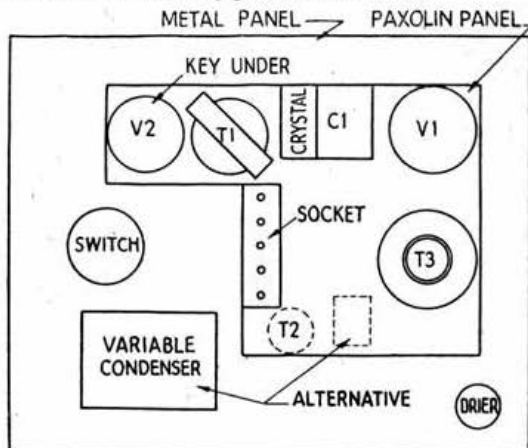 METAL PANEL
PAXOLIN PANEL
KEY UNDER
V2
T1
CRYSTAL
C1
V1
SOCKET
SWITCH
T3
T2
VARIABLE
CONDENSER
ALTERNATIVE
DRIER